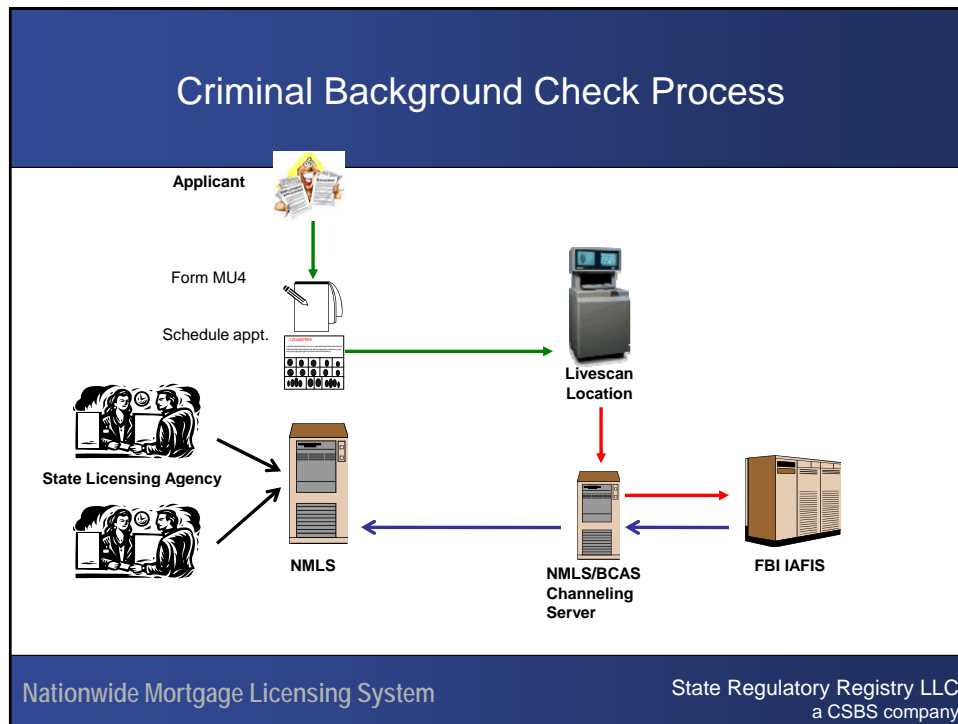 Criminal Background Check Process
Applicant
Form MU4
Schedule appt.
Livescan
Location
State Licensing Agency
NMLS
NMLS/BCAS
Channeling
Server
FBI IAFIS
Nationwide Mortgage Licensing System
State Regulatory Registry LLC
a CSBS company